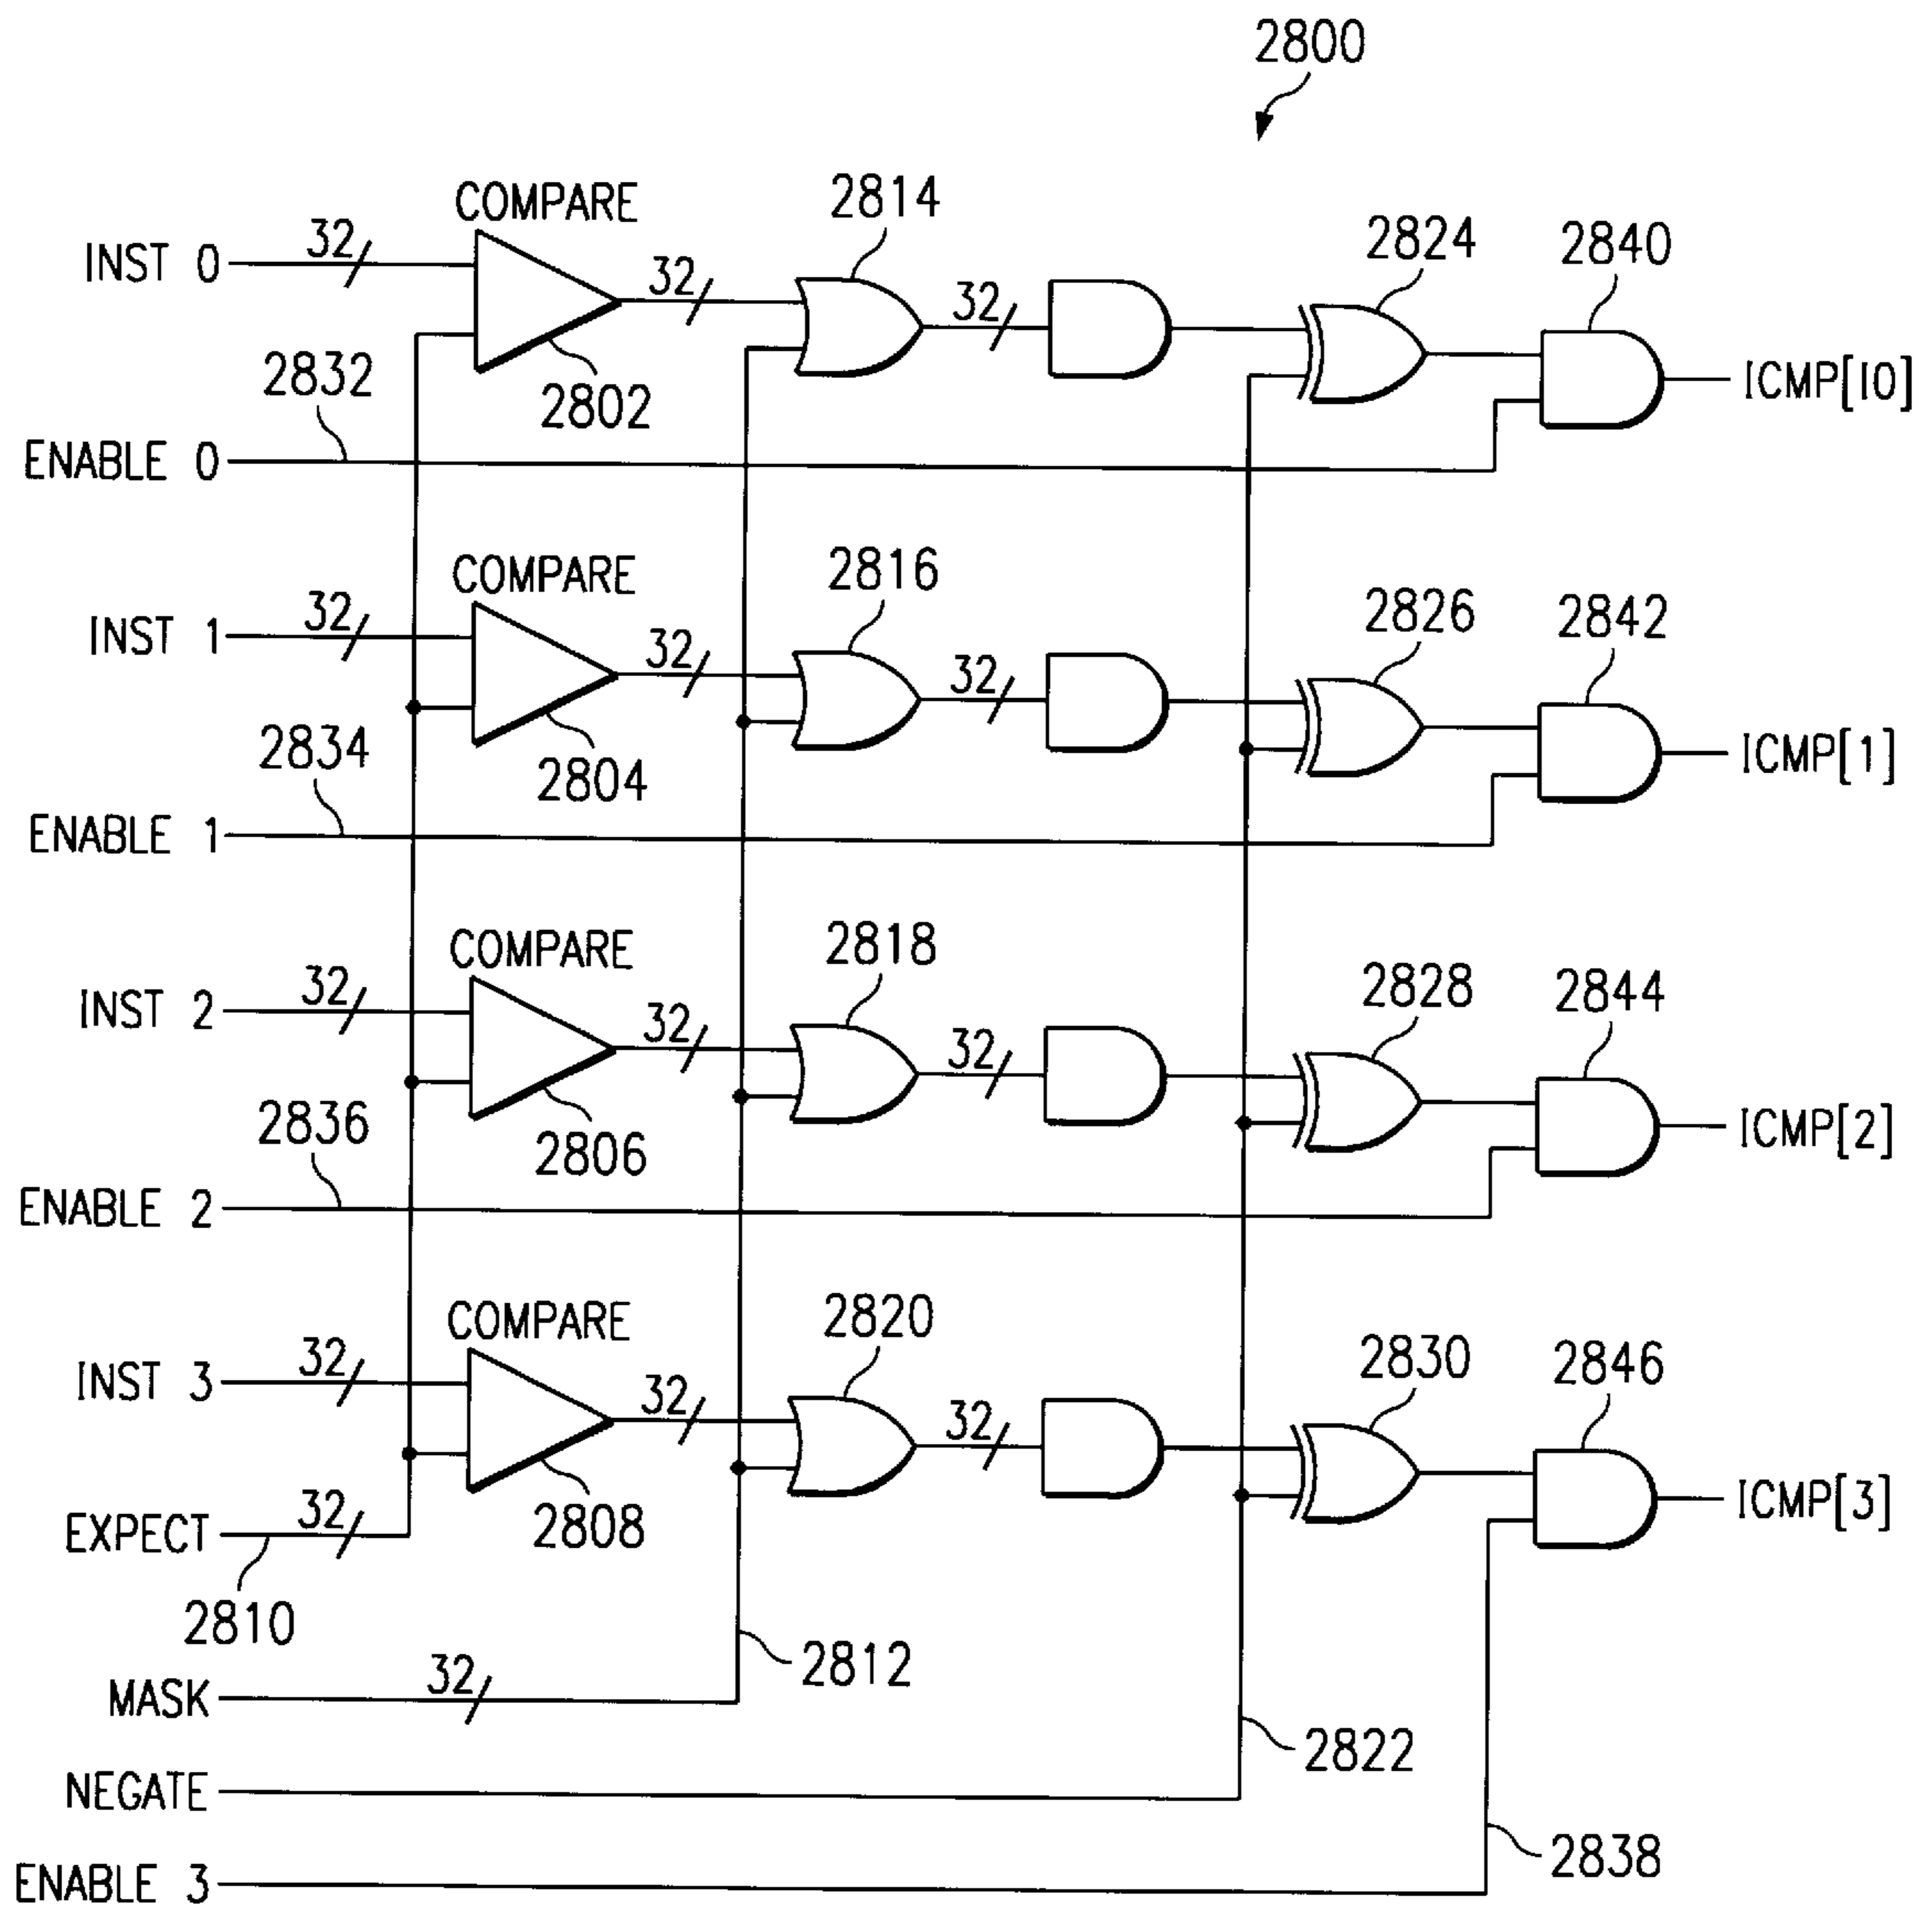 2800
COMPARE
2814
INST 0
32
32
32
2824
2840
2832
2802
ICMP[I0]
ENABLE 0
COMPARE
2816
INST 1
32
32
32
2826
2842
2834
2804
ICMP[1]
ENABLE 1
COMPARE
2818
INST 2
32
32
32
2828
2844
2836
2806
ICMP[2]
ENABLE 2
COMPARE
2820
INST 3
32
32
32
2830
2846
EXPECT
32
2808
ICMP[3]
2810
2812
MASK
32
2822
NEGATE
2838
ENABLE 3